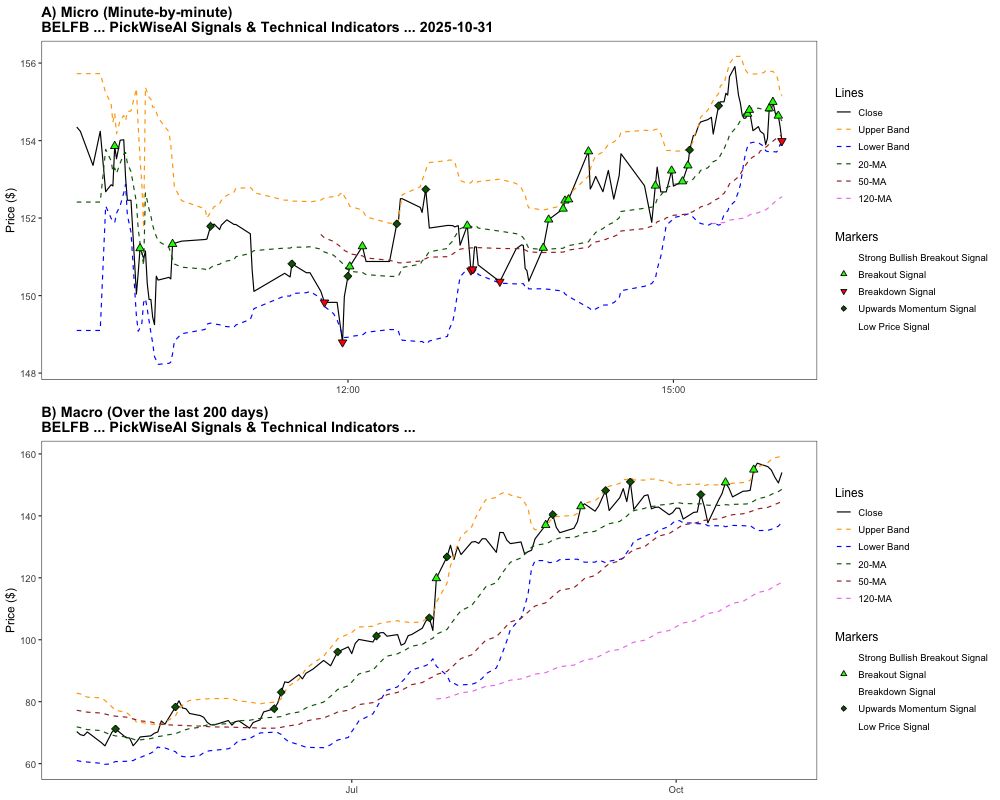 A) Micro (Minute-by-minute)
BELFB ... PickWiseAI Signals & Technical Indicators ... 2025-10-31
Price ($)
156
154
152
150
148
12:00
15:00
Lines
Close
Upper Band
Lower Band
20-MA
50-MA
120-MA
Markers
Strong Bullish Breakout Signal
Breakout Signal
Breakdown Signal
Upwards Momentum Signal
Low Price Signal
B) Macro (Over the last 200 days)
BELFB ... PickWiseAI Signals & Technical Indicators ...
Price ($)
160
140
120
100
80
60
Jul
Oct
Lines
Close
Upper Band
Lower Band
20-MA
50-MA
120-MA
Markers
Strong Bullish Breakout Signal
Breakout Signal
Breakdown Signal
Upwards Momentum Signal
Low Price Signal